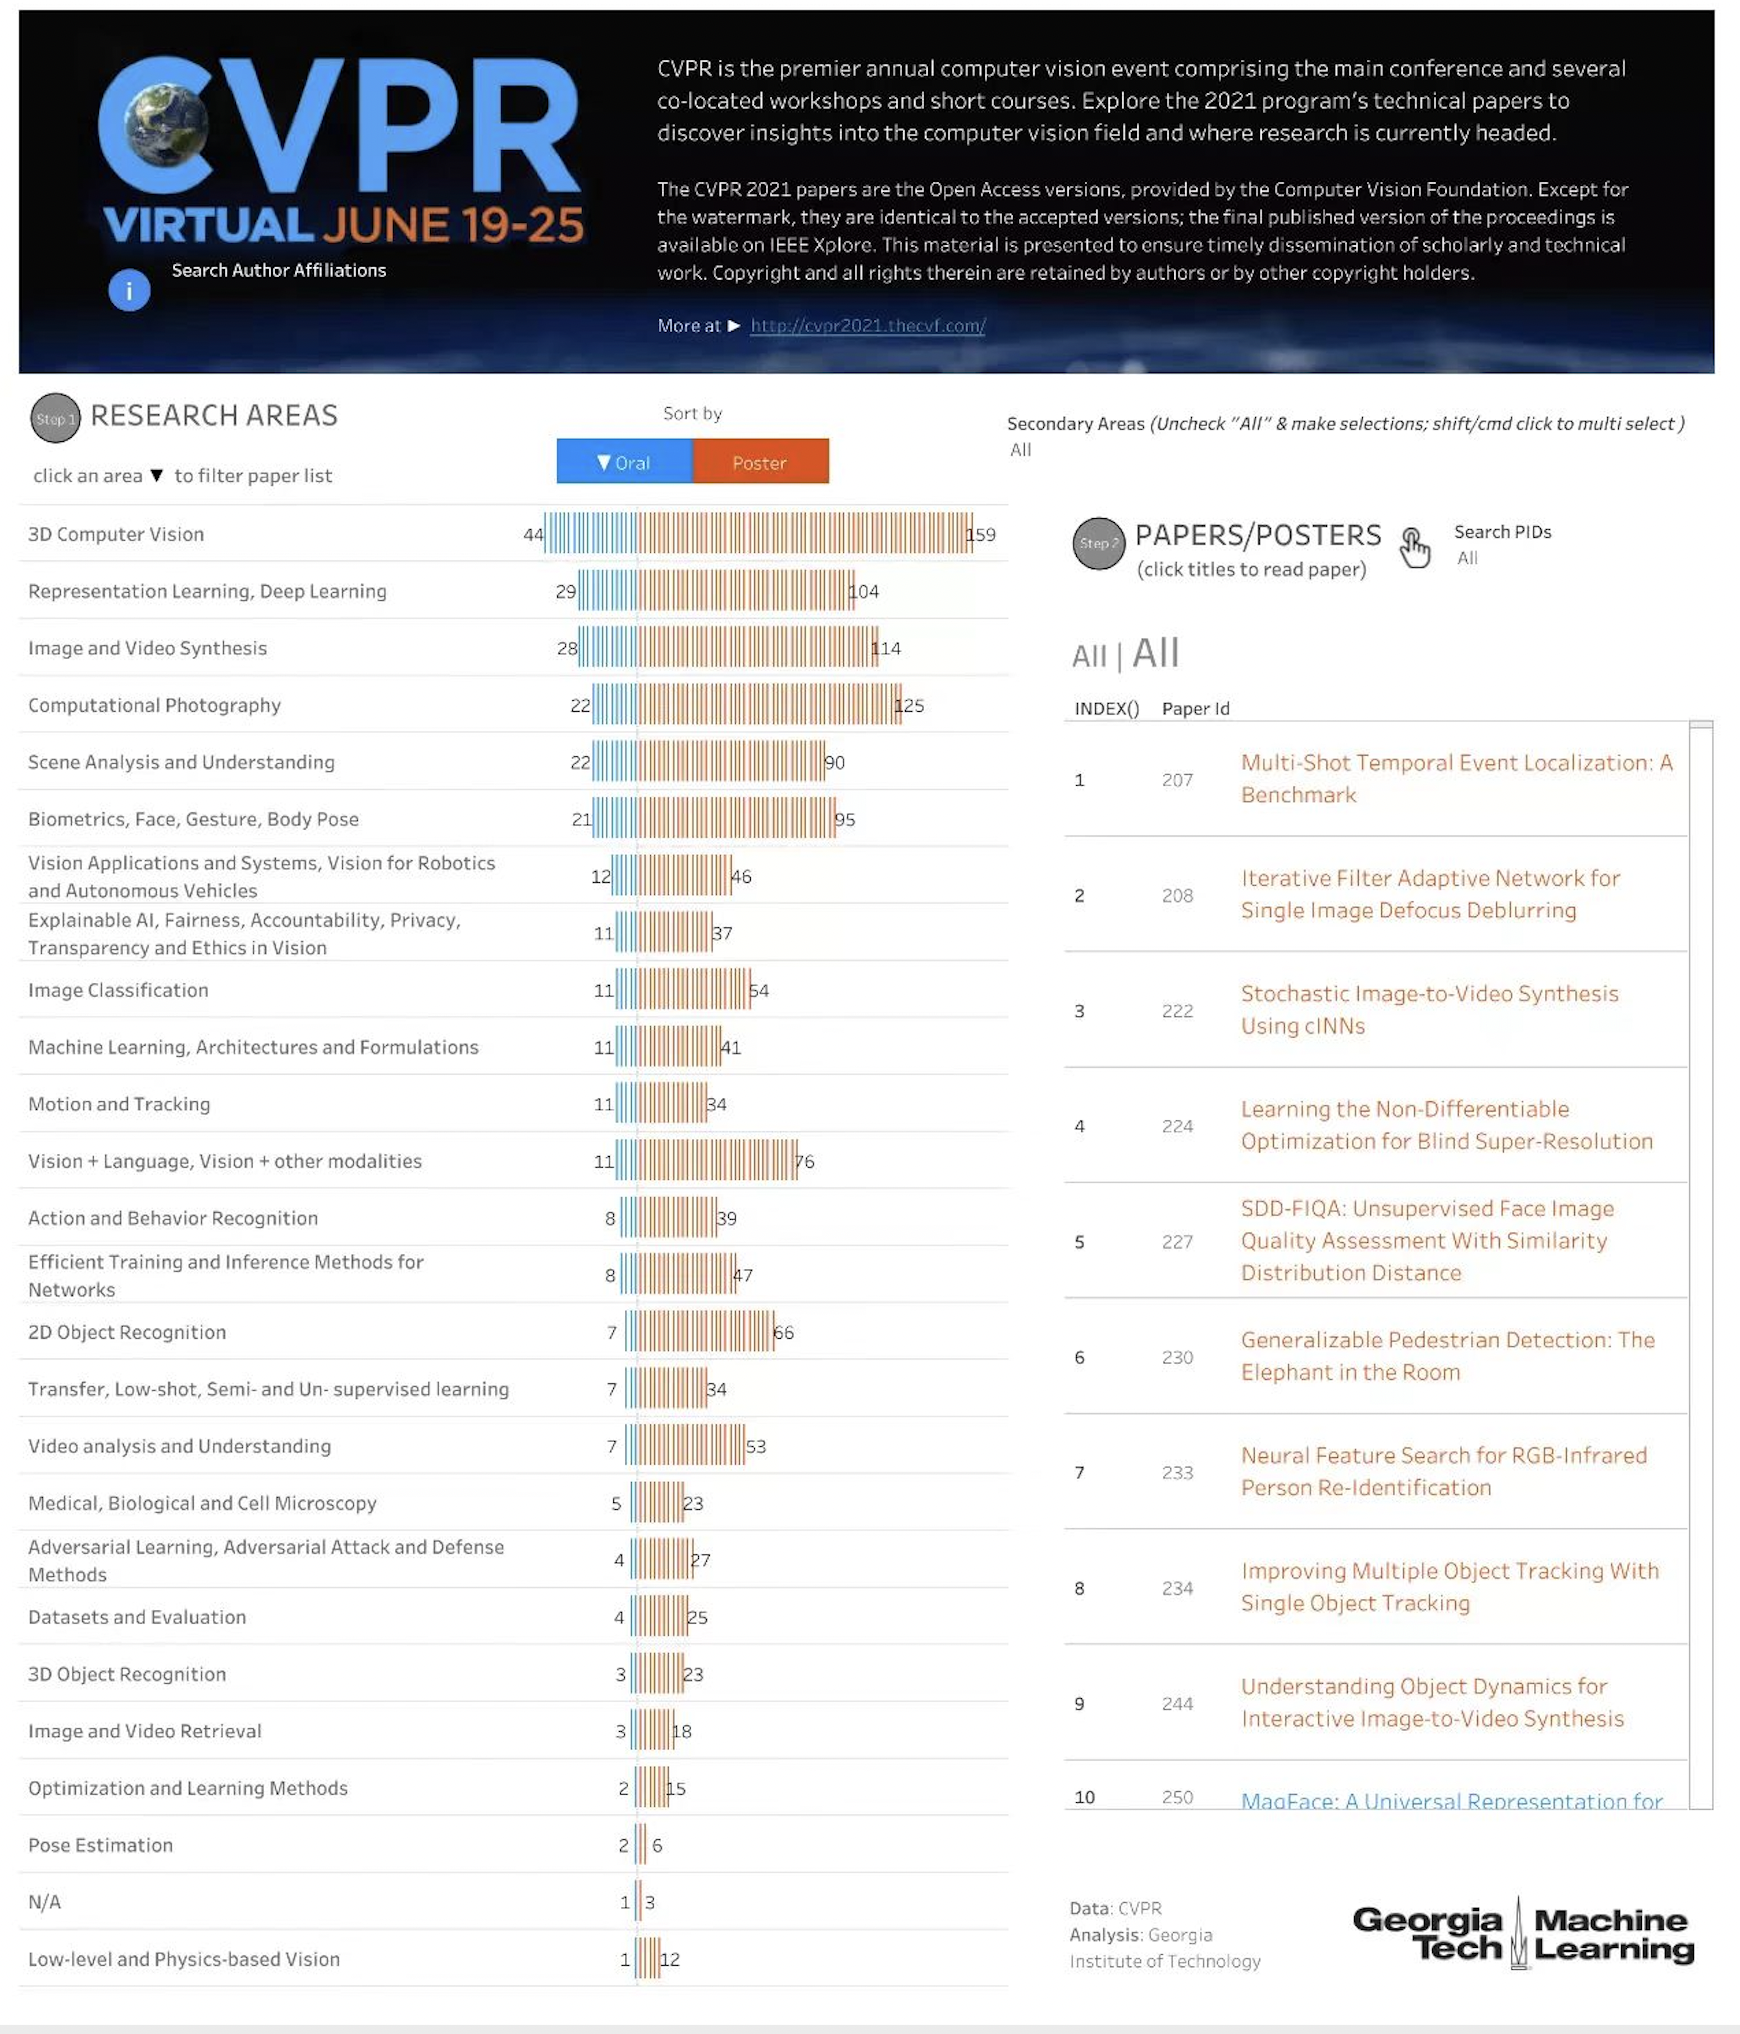 CVPR
VIRTUAL JUNE 19-25
i
Search Author Affiliations
CVPR is the premier annual computer vision event comprising the main conference and several
co-located workshops and short courses. Explore the 2021 program's technical papers to
discover insights into the computer vision field and where research is currently headed.
The CVPR 2021 papers are the Open Access versions, provided by the Computer Vision Foundation. Except for
the watermark, they are identical to the accepted versions; the final published version of the proceedings is
available on IEEE Xplore. This material is presented to ensure timely dissemination of scholarly and technical
work. Copyright and all rights therein are retained by authors or by other copyright holders.
More at ► http://cvpr2021.thecvf.com/
Step 1 RESEARCH AREAS
click an area ▼ to filter paper list
Sort by
▼ Oral Poster
3D Computer Vision 44 159
Representation Learning, Deep Learning 29 104
Image and Video Synthesis 28 114
Computational Photography 22 125
Scene Analysis and Understanding 22 90
Biometrics, Face, Gesture, Body Pose 21 95
Vision Applications and Systems, Vision for Robotics
and Autonomous Vehicles 12 46
Explainable AI, Fairness, Accountability, Privacy,
Transparency and Ethics in Vision 11 37
Image Classification 11 54
Machine Learning, Architectures and Formulations 11 41
Motion and Tracking 11 34
Vision + Language, Vision + other modalities 11 76
Action and Behavior Recognition 8 39
Efficient Training and Inference Methods for
Networks 8 47
2D Object Recognition 7 66
Transfer, Low-shot, Semi- and Un- supervised learning 7 34
Video analysis and Understanding 7 53
Medical, Biological and Cell Microscopy 5 23
Adversarial Learning, Adversarial Attack and Defense
Methods 4 27
Datasets and Evaluation 4 25
3D Object Recognition 3 23
Image and Video Retrieval 3 18
Optimization and Learning Methods 2 15
Pose Estimation 2 6
N/A 1 3
Low-level and Physics-based Vision 1 12
Secondary Areas (Uncheck "All" & make selections; shift/cmd click to multi select )
All
Step 2 PAPERS/POSTERS
(click titles to read paper)
Search PIDs
All
All | All
INDEX() Paper Id
1 207 Multi-Shot Temporal Event Localization: A
Benchmark
2 208 Iterative Filter Adaptive Network for
Single Image Defocus Deblurring
3 222 Stochastic Image-to-Video Synthesis
Using cINNs
4 224 Learning the Non-Differentiable
Optimization for Blind Super-Resolution
5 227 SDD-FIQA: Unsupervised Face Image
Quality Assessment With Similarity
Distribution Distance
6 230 Generalizable Pedestrian Detection: The
Elephant in the Room
7 233 Neural Feature Search for RGB-Infrared
Person Re-Identification
8 234 Improving Multiple Object Tracking With
Single Object Tracking
9 244 Understanding Object Dynamics for
Interactive Image-to-Video Synthesis
10 250 MagFace: A Universal Representation for
Data: CVPR
Analysis: Georgia
Institute of Technology
Georgia Machine
Tech Learning